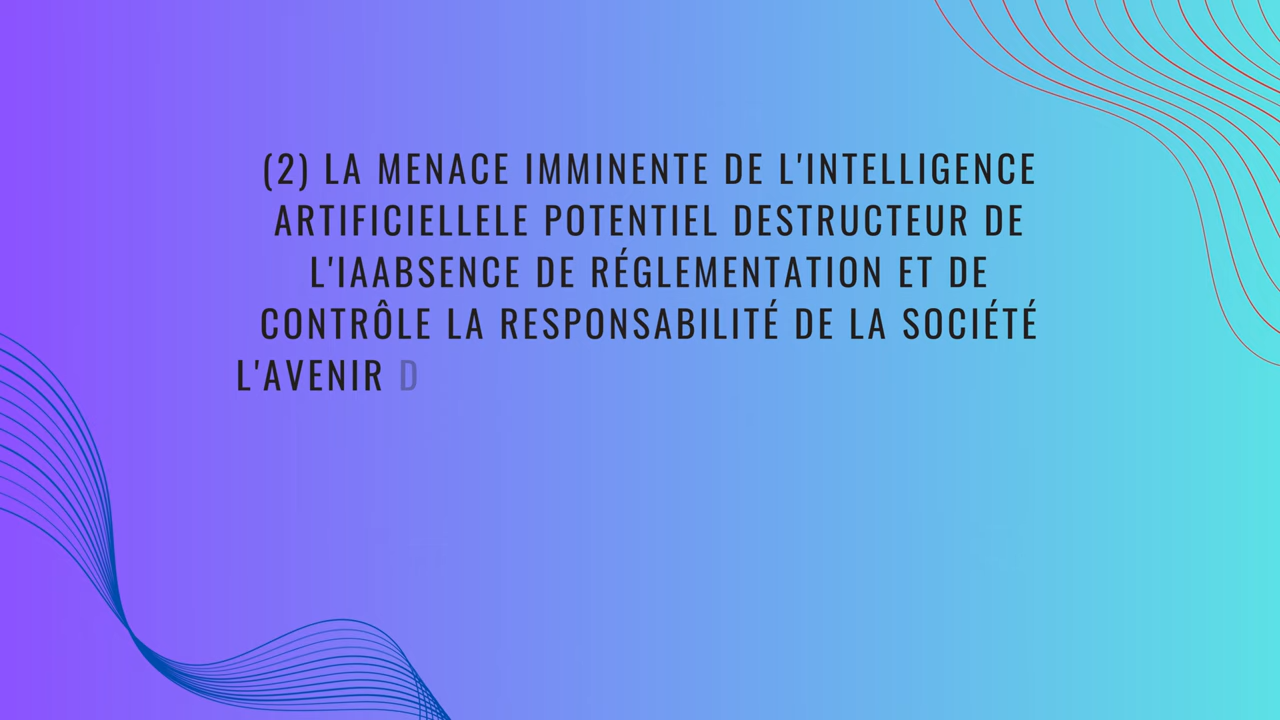 (2) LA MENACE IMMINENTE DE L'INTELLIGENCE
ARTIFICIELLELE POTENTIEL DESTRUCTEUR DE
L'IAABSENCE DE RÉGLEMENTATION ET DE
CONTRÔLE LA RESPONSABILITÉ DE LA SOCIÉTÉ
L'AVENIR D